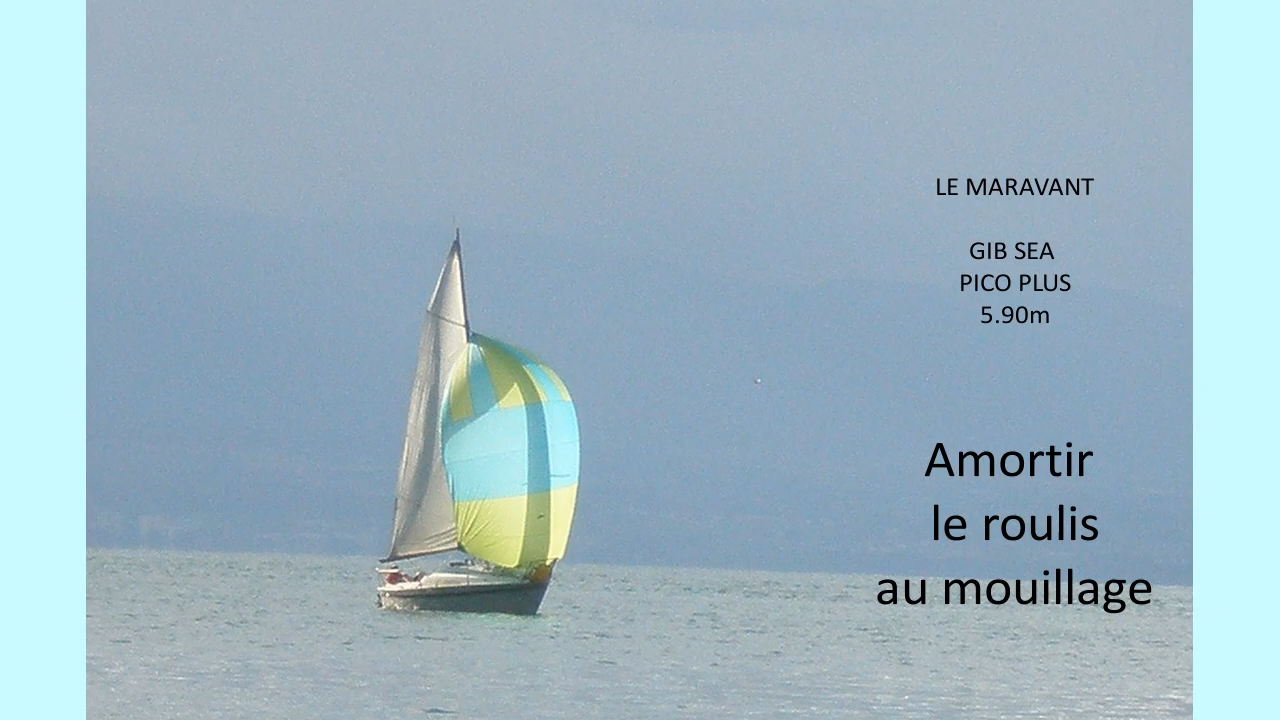 LE MARAVANT
GIB SEA
PICO PLUS
5.90m
Amortir
le roulis
au mouillage